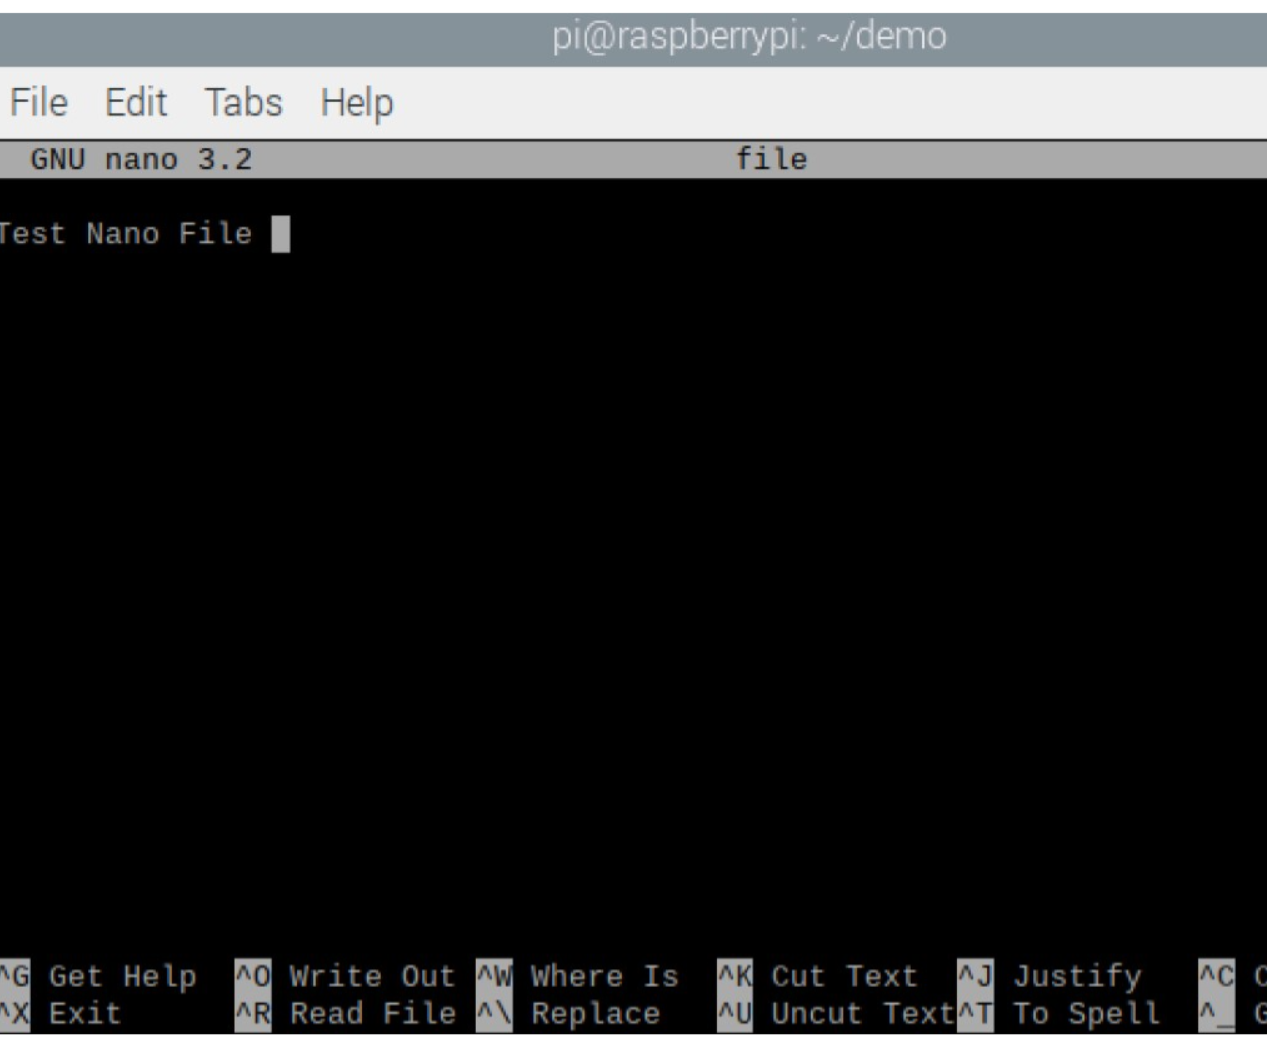 pi@raspberrypi: ~/demo
File Edit Tabs Help
GNU nano 3.2 file
Test Nano File
^G Get Help ^O Write Out ^W Where Is ^K Cut Text ^J Justify ^C
^X Exit ^R Read File ^\ Replace ^U Uncut Text ^T To Spell ^_